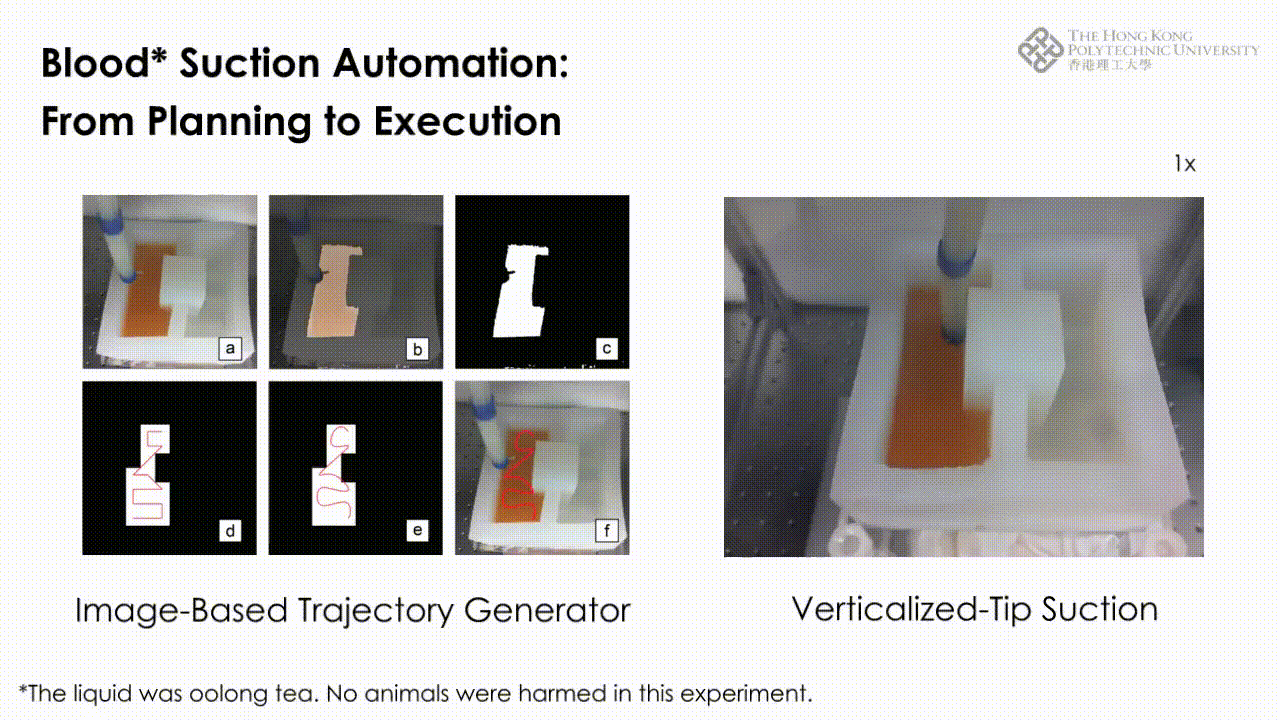 Blood* Suction Automation:
From Planning to Execution
THE HONG KONG
POLYTECHNIC UNIVERSITY
香港理工大學
1x
a
b
c
d
e
f
Image-Based Trajectory Generator
Verticalized-Tip Suction
*The liquid was oolong tea. No animals were harmed in this experiment.